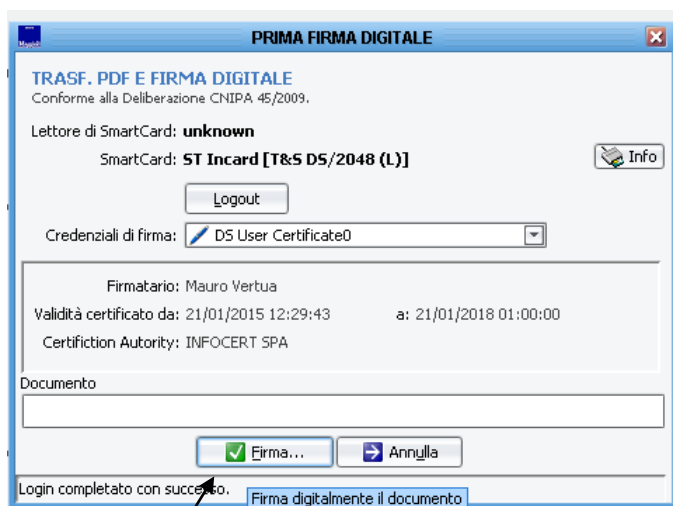 PRIMA FIRMA DIGITALE
TRASF. PDF E FIRMA DIGITALE
Conforme alla Deliberazione CNIPA 45/2009.
Lettore di SmartCard: unknown
SmartCard: ST Incard [T&S DS/2048 (L)]
Info
Logout
Credenziali di firma: DS User Certificate0
Firmatario: Mauro Vertua
Validità certificato da: 21/01/2015 12:29:43 a: 21/01/2018 01:00:00
Certifiction Autority: INFOCERT SPA
Documento
Firma... Annulla
Login completato con successo.
Firma digitalmente il documento